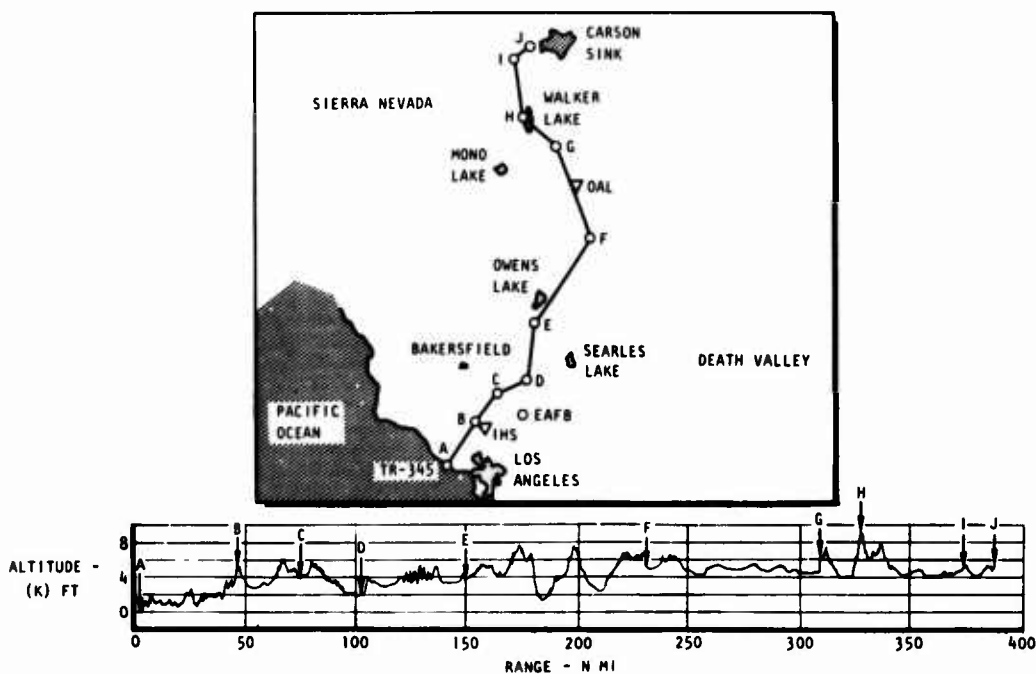 J
CARSON
SINK
I
SIERRA NEVADA
H
WALKER
LAKE
G
MONO
LAKE
OAL
F
OWENS
LAKE
E
BAKERSFIELD
SEARLES
LAKE
DEATH VALLEY
C
D
B
EAFB
PACIFIC
OCEAN
IHS
A
TR-345
LOS
ANGELES
H
G
B
C
D
E
F
I
J
A
8
ALTITUDE -
(K) FT
4
0
0 50 100 150 200 250 300 350 400
RANGE - N MI